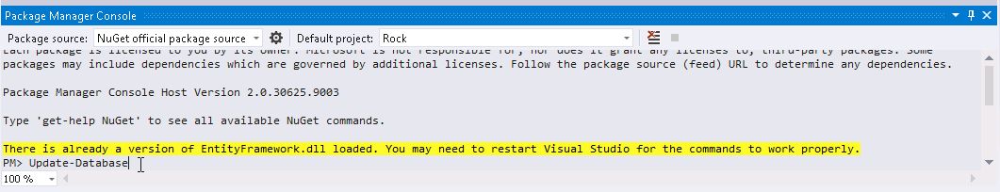 Package Manager Console
Package source: NuGet official package source Default project: Rock
Each package is licensed to you by its owner. Microsoft is not responsible for, nor does it grant any licenses to, third-party packages. Some
packages may include dependencies which are governed by additional licenses. Follow the package source (feed) URL to determine any dependencies.
Package Manager Console Host Version 2.0.30625.9003
Type 'get-help NuGet' to see all available NuGet commands.
There is already a version of EntityFramework.dll loaded. You may need to restart Visual Studio for the commands to work properly.
PM> Update-Database
100 %